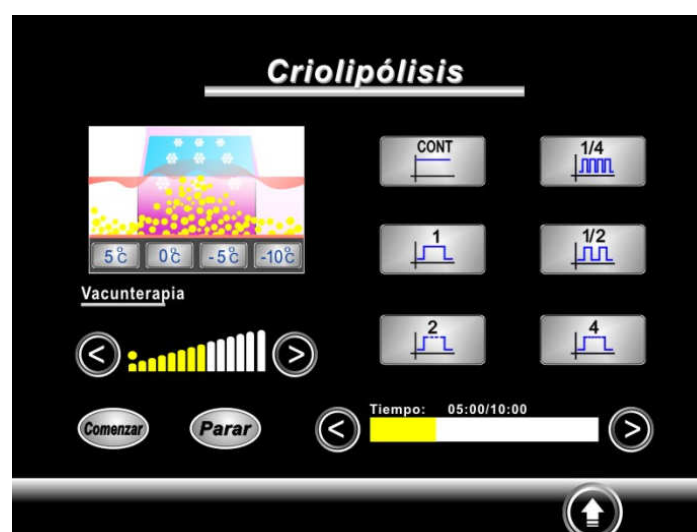 Criolipólisis
CONT
1/4
5℃ 0℃ -5℃ -10℃
1
1/2
Vacunterapia
2
4
Tiempo: 05:00/10:00
Comenzar
Parar